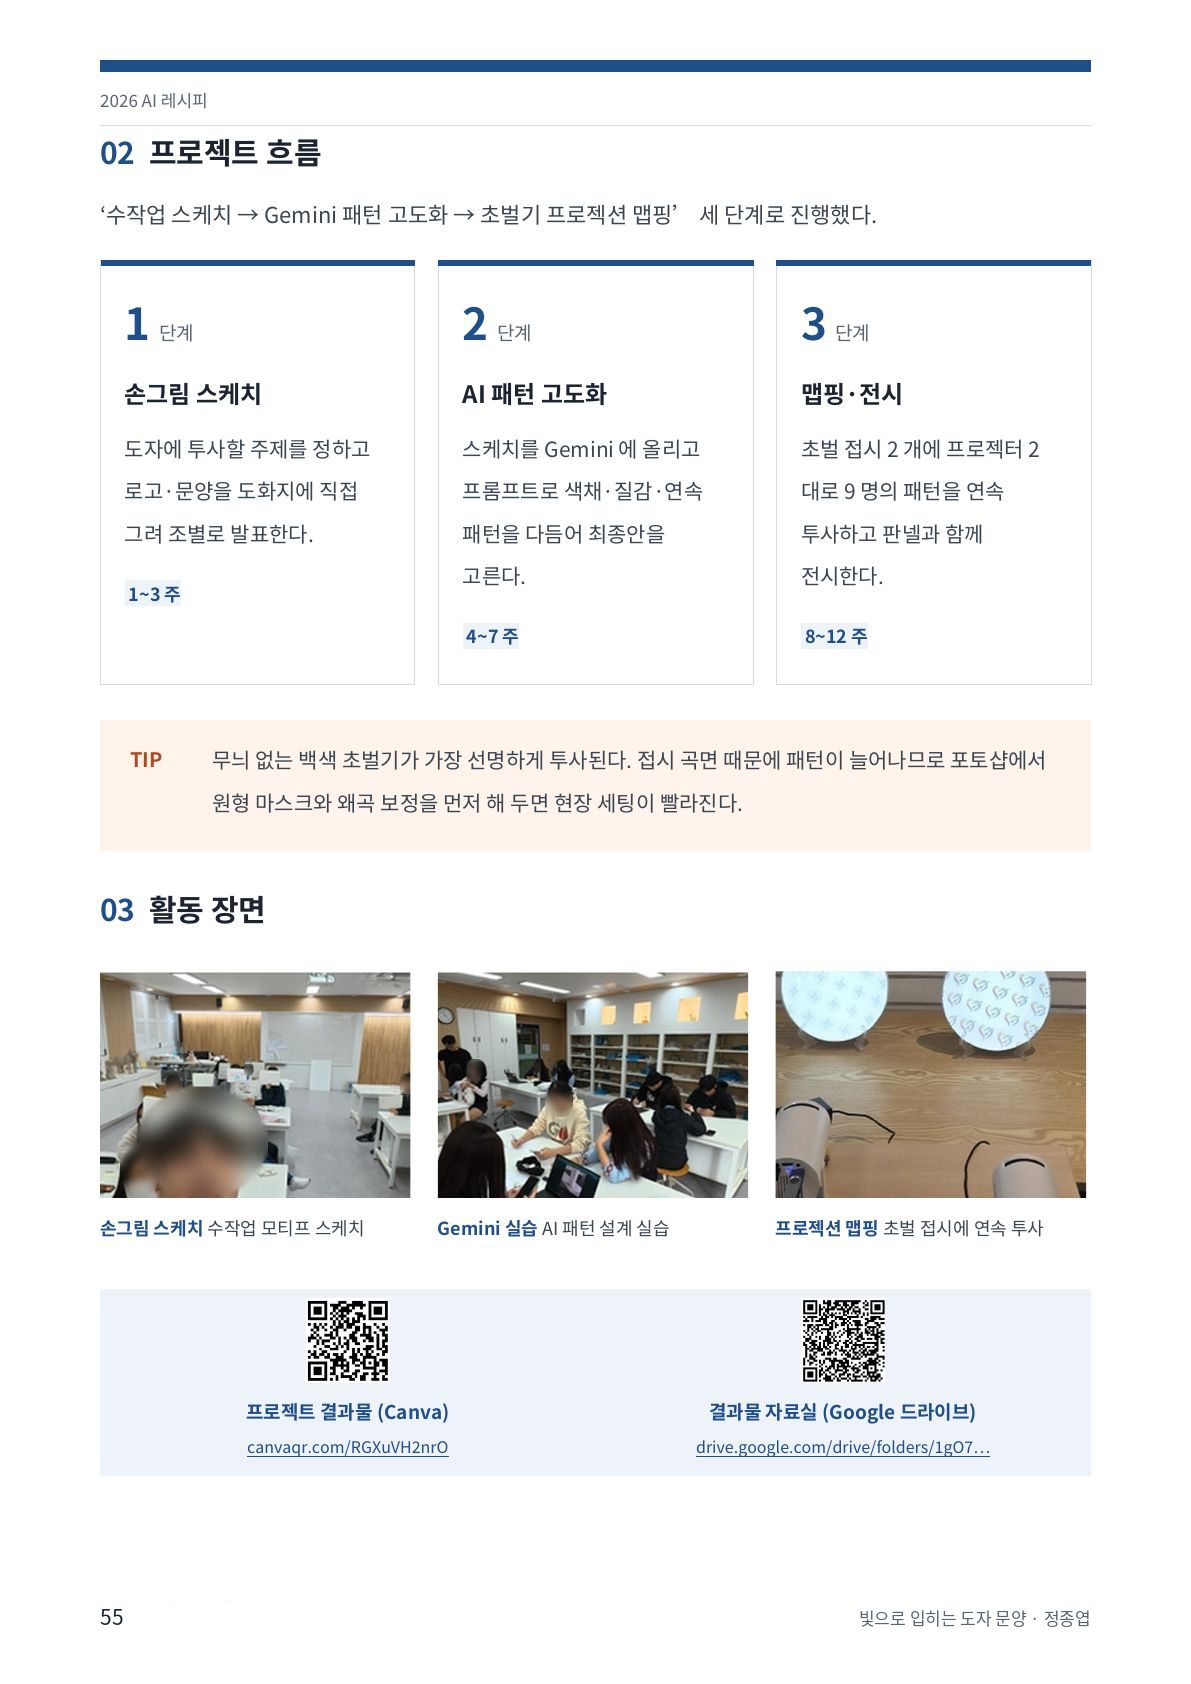 2026 AI 레시피
02 프로젝트 흐름
‘수작업 스케치 → Gemini 패턴 고도화 → 초벌기 프로젝션 맵핑’ 세 단계로 진행했다.
1 단계
손그림 스케치
도자에 투사할 주제를 정하고
로고·문양을 도화지에 직접
그려 조별로 발표한다.
1~3 주
2 단계
AI 패턴 고도화
스케치를 Gemini 에 올리고
프롬프트로 색채·질감·연속
패턴을 다듬어 최종안을
고른다.
4~7 주
3 단계
맵핑·전시
초벌 접시 2 개에 프로젝터 2
대로 9 명의 패턴을 연속
투사하고 판넬과 함께
전시한다.
8~12 주
TIP
무늬 없는 백색 초벌기가 가장 선명하게 투사된다. 접시 곡면 때문에 패턴이 늘어나므로 포토샵에서
원형 마스크와 왜곡 보정을 먼저 해 두면 현장 세팅이 빨라진다.
03 활동 장면
손그림 스케치 수작업 모티프 스케치
Gemini 실습 AI 패턴 설계 실습
프로젝션 맵핑 초벌 접시에 연속 투사
프로젝트 결과물 (Canva)
canvaqr.com/RGXuVH2nrO
결과물 자료실 (Google 드라이브)
drive.google.com/drive/folders/1gO7…
55
빛으로 입히는 도자 문양 · 정종엽